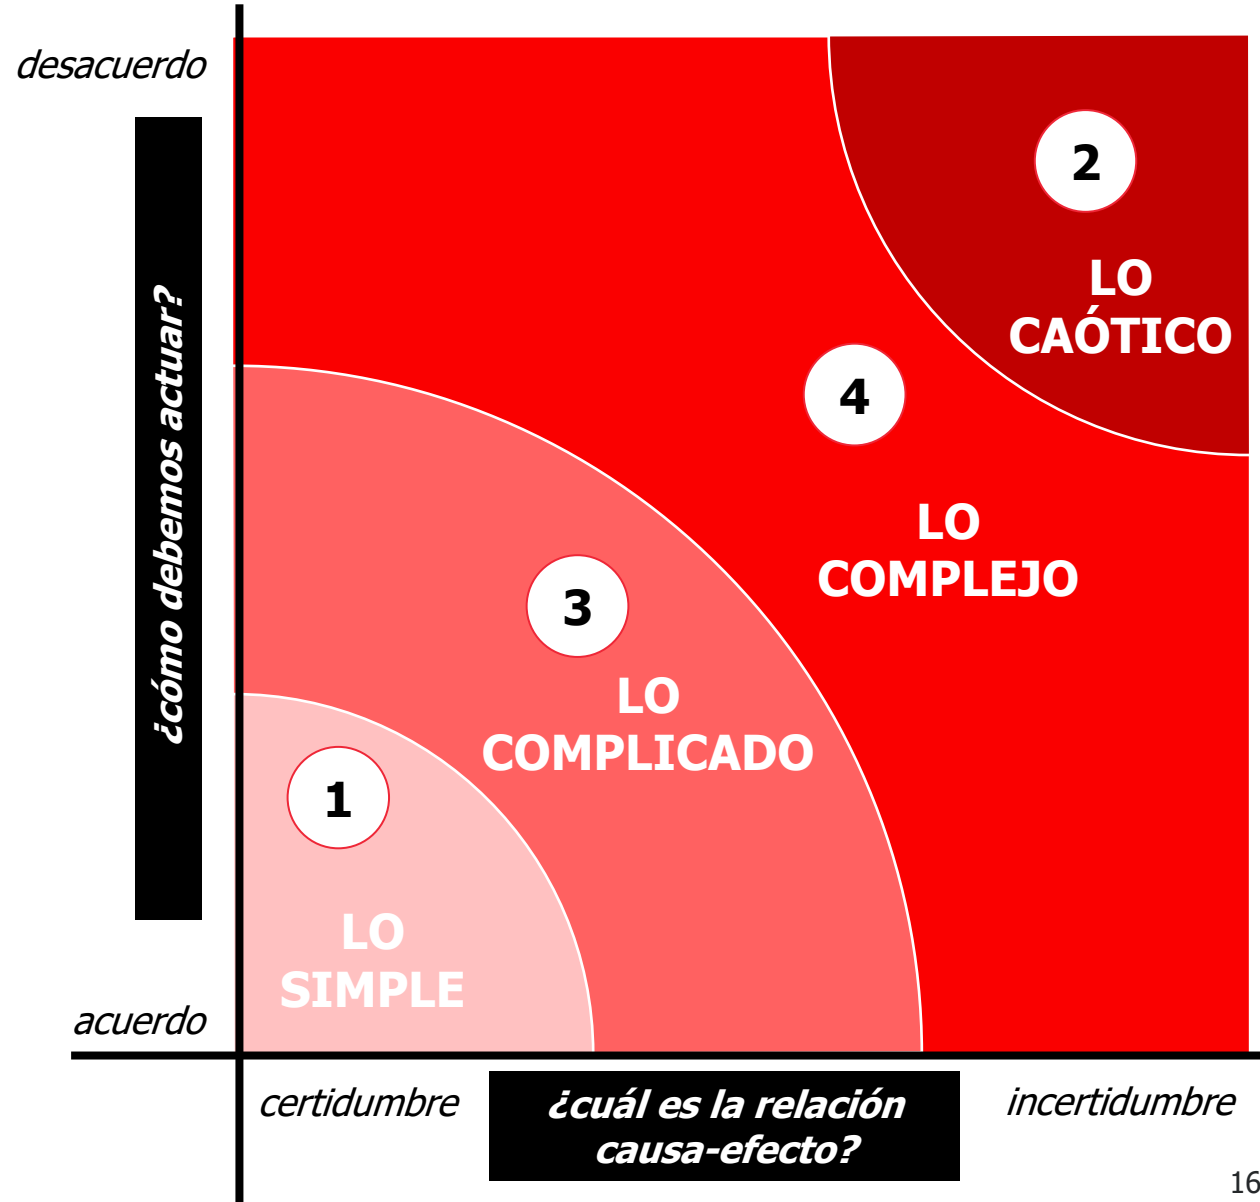 desacuerdo
2
LO
CAÓTICO
¿cómo debemos actuar?
4
LO
COMPLEJO
3
LO
COMPLICADO
1
LO
SIMPLE
acuerdo
certidumbre
¿cuál es la relación
causa-efecto?
incertidumbre
16